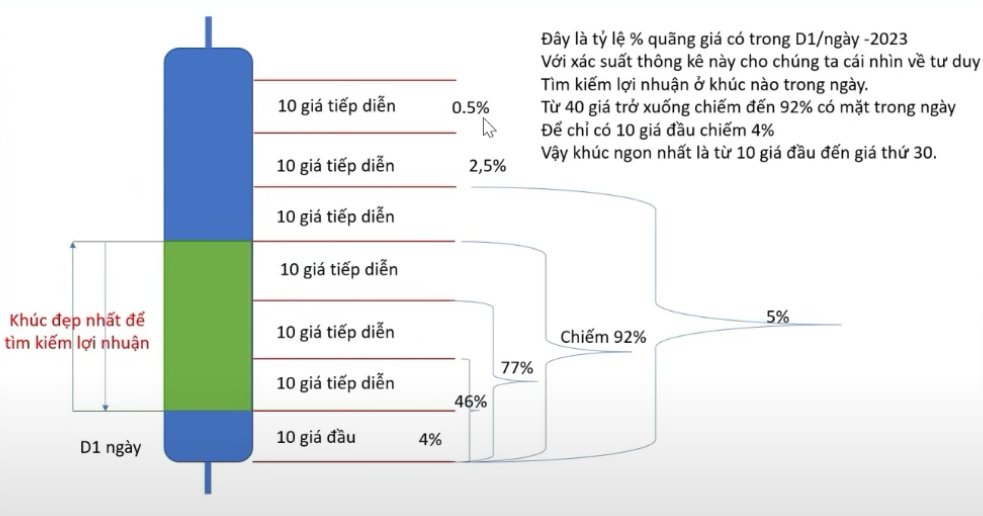 Đây là tỷ lệ % quãng giá có trong D1/ngày -2023
Với xác suất thông kê này cho chúng ta cái nhìn về tư duy
Tìm kiếm lợi nhuận ở khúc nào trong ngày.
Từ 40 giá trở xuống chiếm đến 92% có mặt trong ngày
Để chỉ có 10 giá đầu chiếm 4%
Vậy khúc ngon nhất là từ 10 giá đầu đến giá thứ 30.
10 giá tiếp diễn 0.5%
10 giá tiếp diễn 2,5%
10 giá tiếp diễn
10 giá tiếp diễn
Khúc đẹp nhất để
tìm kiếm lợi nhuận
10 giá tiếp diễn
5%
Chiếm 92%
77%
10 giá tiếp diễn
46%
10 giá đầu 4%
D1 ngày